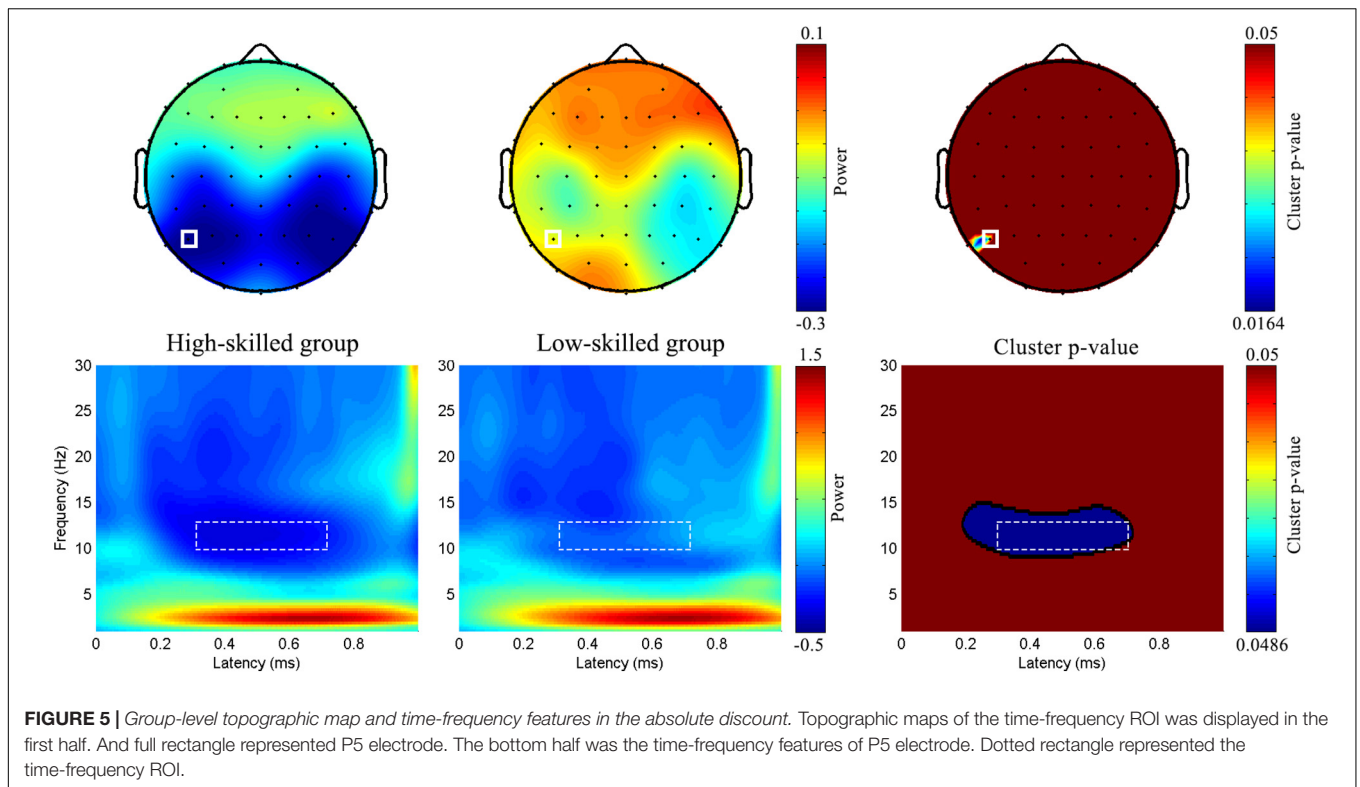 0.1
0.05
Power
Cluster p-value
-0.3
0.0164
High-skilled group
Low-skilled group
Cluster p-value
1.5
0.05
30
25
20
15
10
5
Frequency (Hz)
0
0.2
0.4
0.6
0.8
Latency (ms)
30
25
20
15
10
5
0
0.2
0.4
0.6
0.8
Latency (ms)
Power
-0.5
30
25
20
15
10
5
0
0.2
0.4
0.6
0.8
Latency (ms)
Cluster p-value
0.0486
FIGURE 5 | Group-level topographic map and time-frequency features in the absolute discount. Topographic maps of the time-frequency ROI was displayed in the
first half. And full rectangle represented P5 electrode. The bottom half was the time-frequency features of P5 electrode. Dotted rectangle represented the
time-frequency ROI.